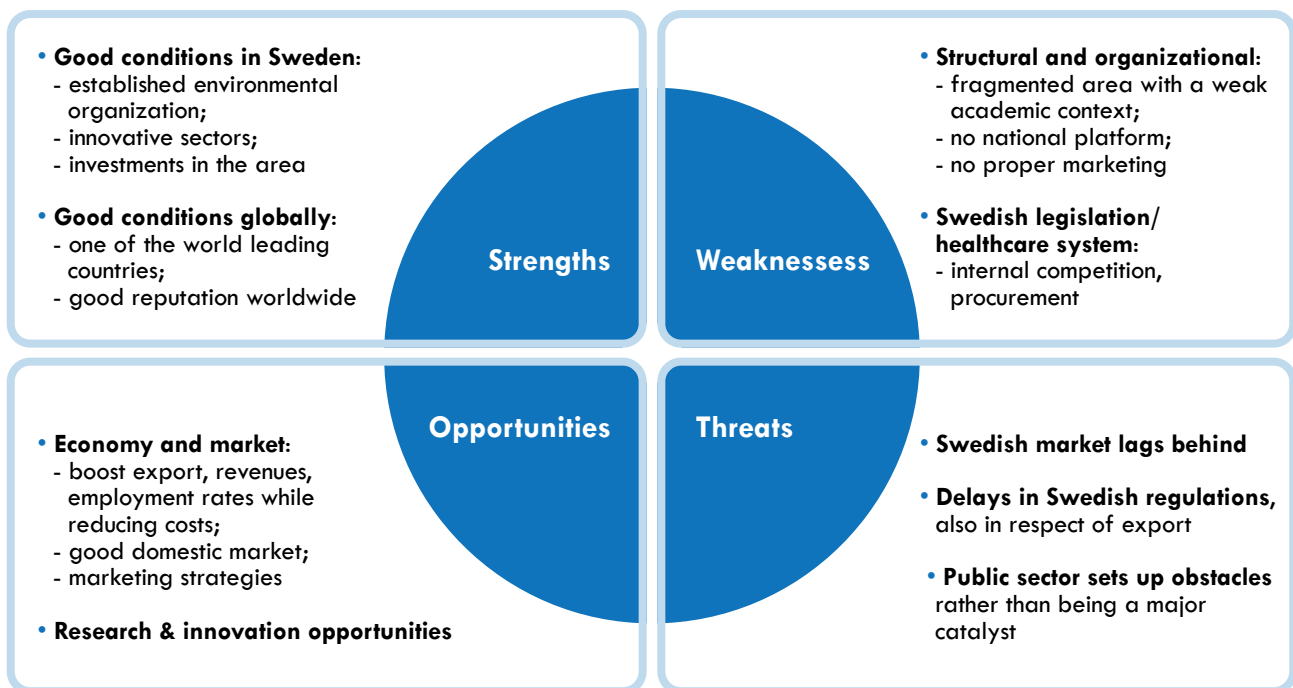 • Good conditions in Sweden:
- established environmental
organization;
- innovative sectors;
- investments in the area
• Good conditions globally:
- one of the world leading
countries;
- good reputation worldwide
Strengths
• Structural and organizational:
- fragmented area with a weak
academic context;
- no national platform;
- no proper marketing
• Swedish legislation/
healthcare system:
- internal competition,
procurement
Weaknessess
Opportunities
• Economy and market:
- boost export, revenues,
employment rates while
reducing costs;
- good domestic market;
- marketing strategies
• Research & innovation opportunities
Threats
• Swedish market lags behind
• Delays in Swedish regulations,
also in respect of export
• Public sector sets up obstacles
rather than being a major
catalyst